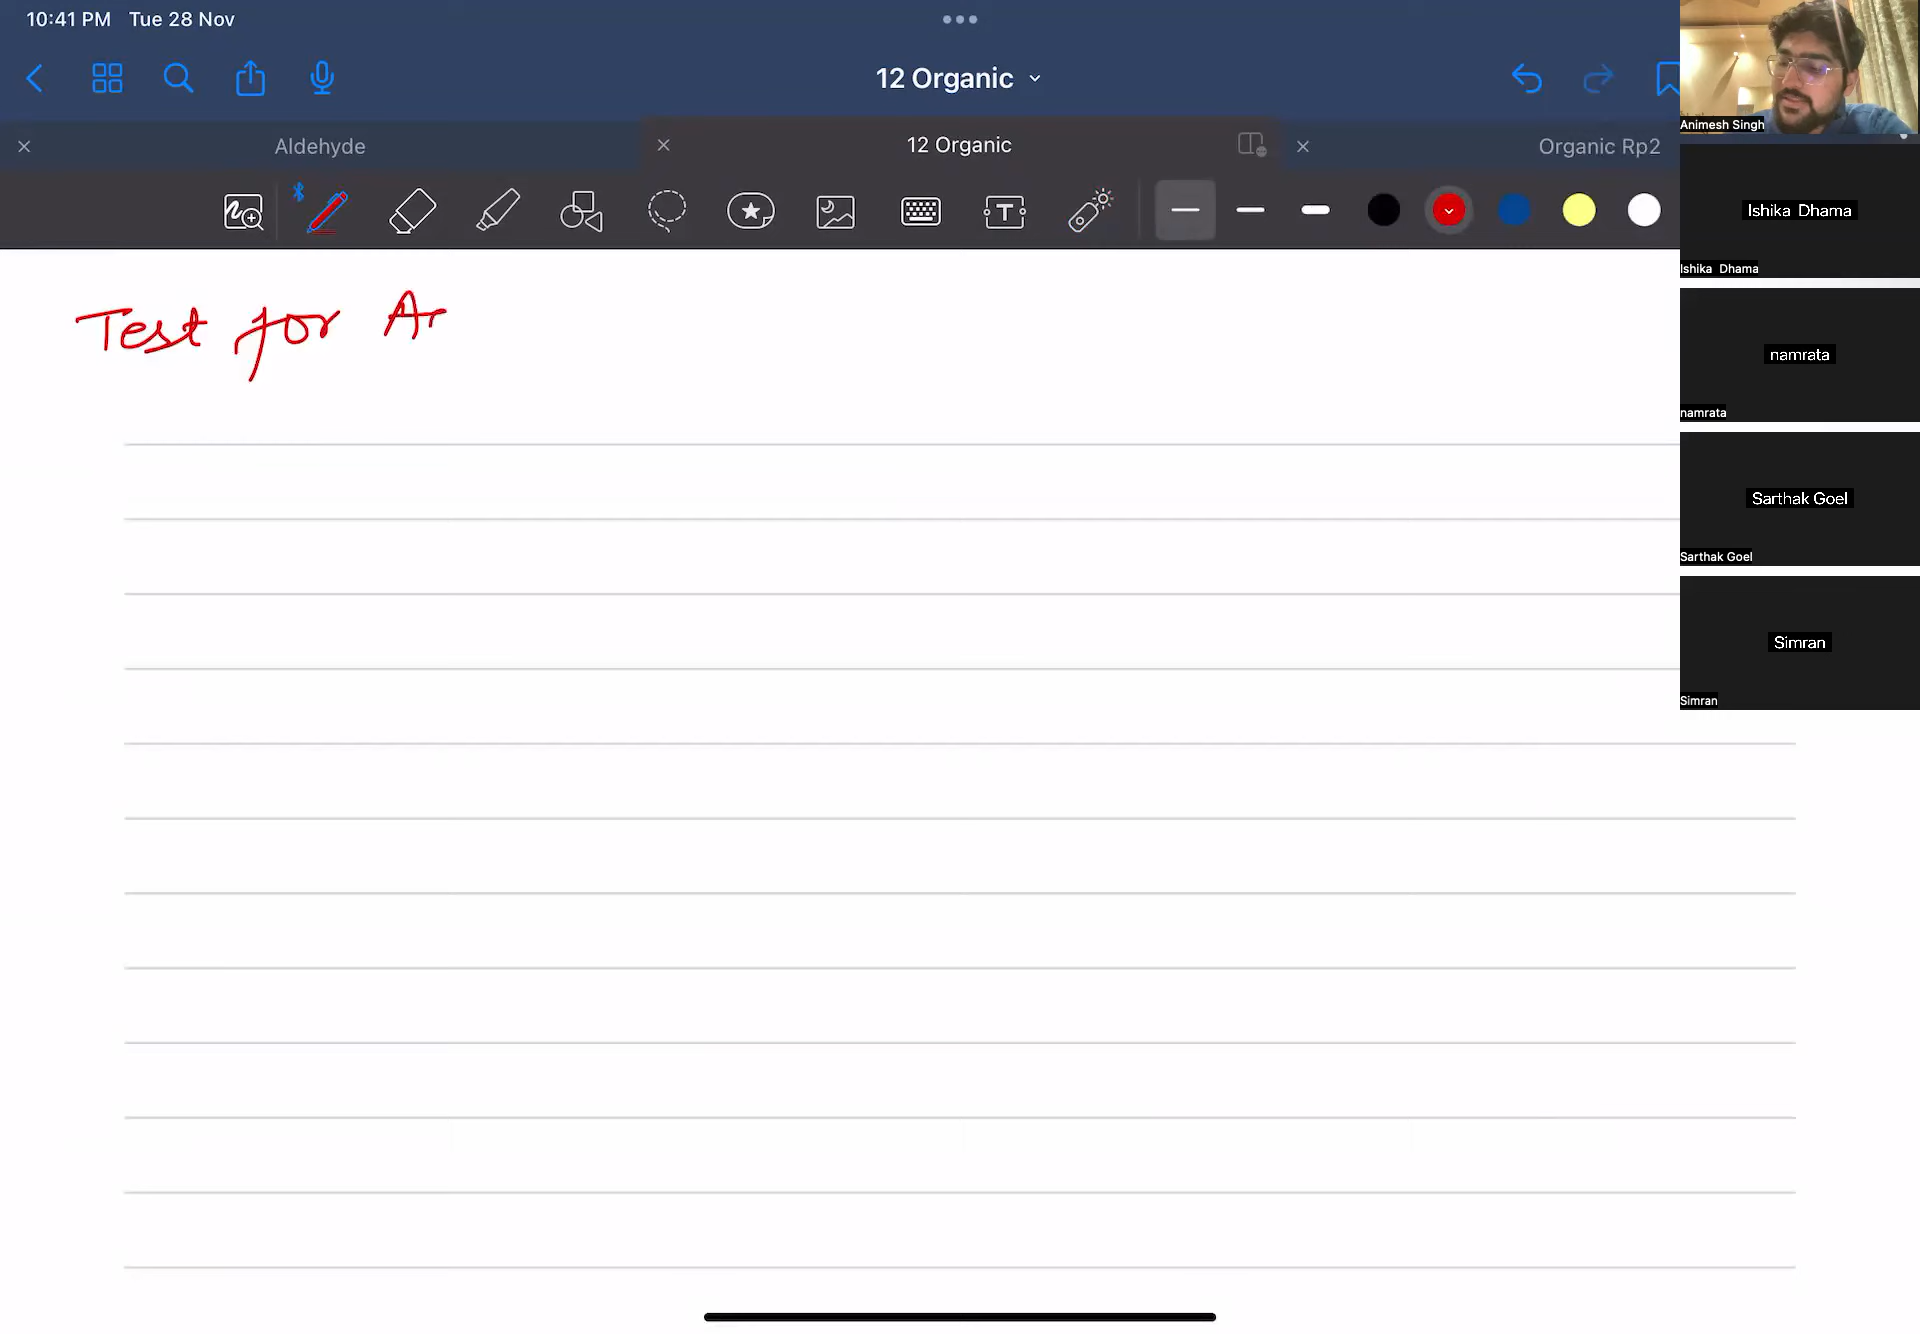 10:41 PM Tue 28 Nov
12 Organic
Aldehyde
12 Organic
Organic Rp2
T
Test for Ar
Animesh Singh
Ishika Dhama
Ishika Dhama
namrata
namrata
Sarthak Goel
Sarthak Goel
Simran
Simran